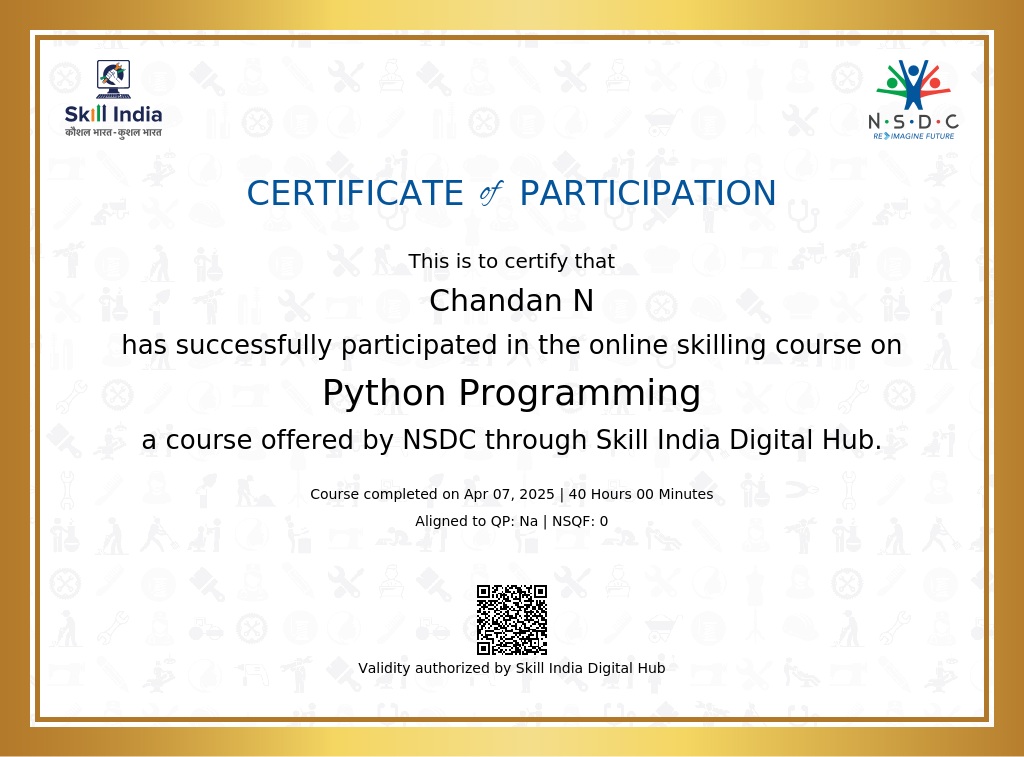 Skill India
कौशल भारत-कुशल भारत
N·S·D·C
RE IMAGINE FUTURE
CERTIFICATE of PARTICIPATION
This is to certify that
Chandan N
has successfully participated in the online skilling course on
Python Programming
a course offered by NSDC through Skill India Digital Hub.
Course completed on Apr 07, 2025 | 40 Hours 00 Minutes
Aligned to QP: Na | NSQF: 0
Validity authorized by Skill India Digital Hub